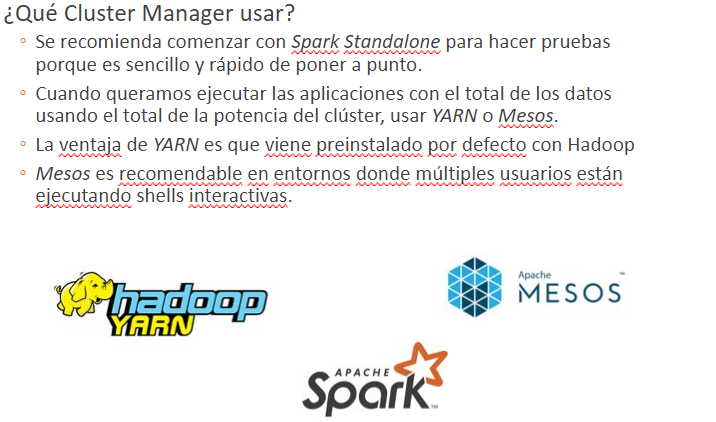 ¿Qué Cluster Manager usar?
◦ Se recomienda comenzar con Spark Standalone para hacer pruebas
porque es sencillo y rápido de poner a punto.
◦ Cuando queramos ejecutar las aplicaciones con el total de los datos
usando el total de la potencia del clúster, usar YARN o Mesos.
◦ La ventaja de YARN es que viene preinstalado por defecto con Hadoop
◦ Mesos es recomendable en entornos donde múltiples usuarios están
ejecutando shells interactivas.
hadoop
YARN
Apache
MESOS™
APACHE
Spark™